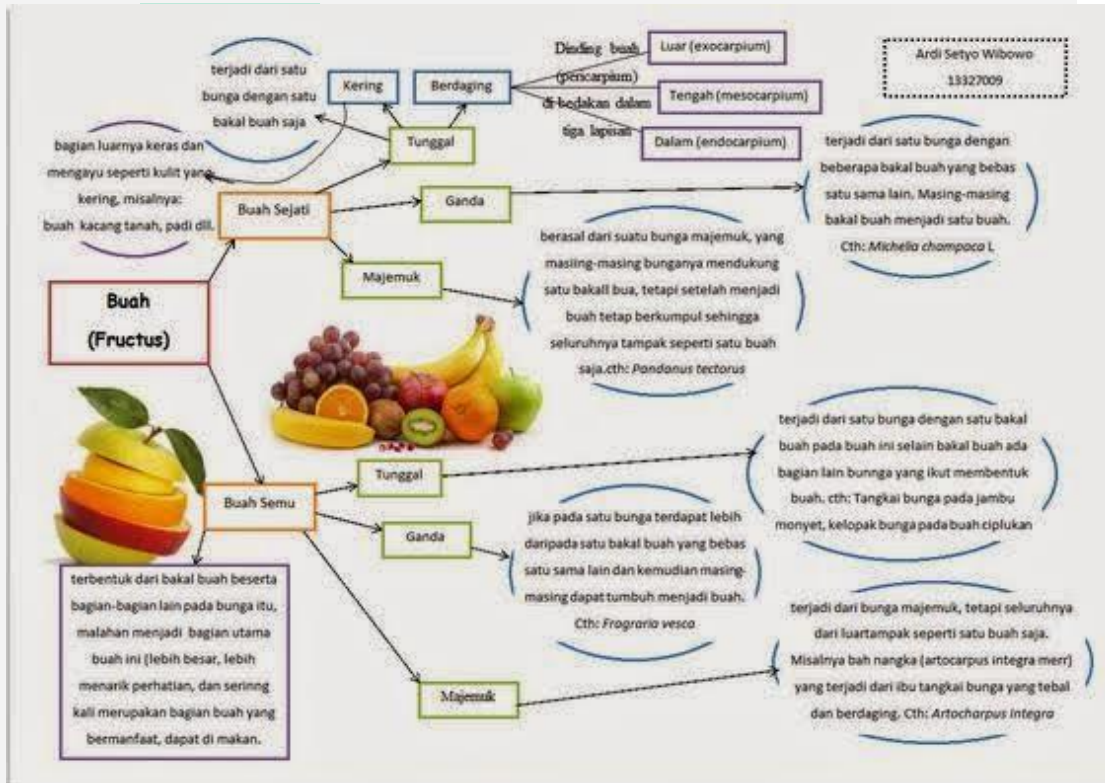 terjadi dari satu
bunga dengan satu
bakal buah saja
Kering
Berdaging
Dinding buah
(pericarpium)
di bedakan dalam
tiga lapisan
Luar (exocarpium)
Tengah (mesocarpium)
Dalam (endocarpium)
Ardi Setyo Wibowo
13327009
Tunggal
bagian luarnya keras dan
mengayu seperti kulit yang
kering, misalnya:
buah kacang tanah, padi dll.
Buah Sejati
Ganda
terjadi dari satu bunga dengan
beberapa bakal buah yang bebas
satu sama lain, Masing-masing
bakal buah menjadi satu buah.
Cth: Michelia champaca L
Majemuk
berasal dari suatu bunga majemuk, yang
masiing-masing bunganya mendukung
satu bakall bua, tetapi setelah menjadi
buah tetap berkumpul sehingga
seluruhnya tampak seperti satu buah
saja.cth: Pandanus tectorus
Buah
(Fructus)
Buah Semu
Tunggal
terjadi dari satu bunga dengan satu bakal
buah pada buah ini selain bakal buah ada
bagian lain bunnga yang ikut membentuk
buah. cth: Tangkai bunga pada jambu
monyet, kelopak bunga pada buah ciplukan
Ganda
jika pada satu bunga terdapat lebih
daripada satu bakal buah yang bebas
satu sama lain dan kemudian masing-
masing dapat tumbuh menjadi buah.
Cth: Fragraria vesca
terbentuk dari bakal buah beserta
bagian-bagian lain pada bunga itu,
malahan menjadi bagian utama
buah ini (lebih besar, lebih
menarik perhatian, dan serinng
kali merupakan bagian buah yang
bermanfaat, dapat di makan.
Majemuk
terjadi dari bunga majemuk, tetapi seluruhnya
dari luartampak seperti satu buah saja.
Misalnya bah nangka (artocarpus integra merr)
yang terjadi dari ibu tangkai bunga yang tebal
dan berdaging. Cth: Artocharpus integra